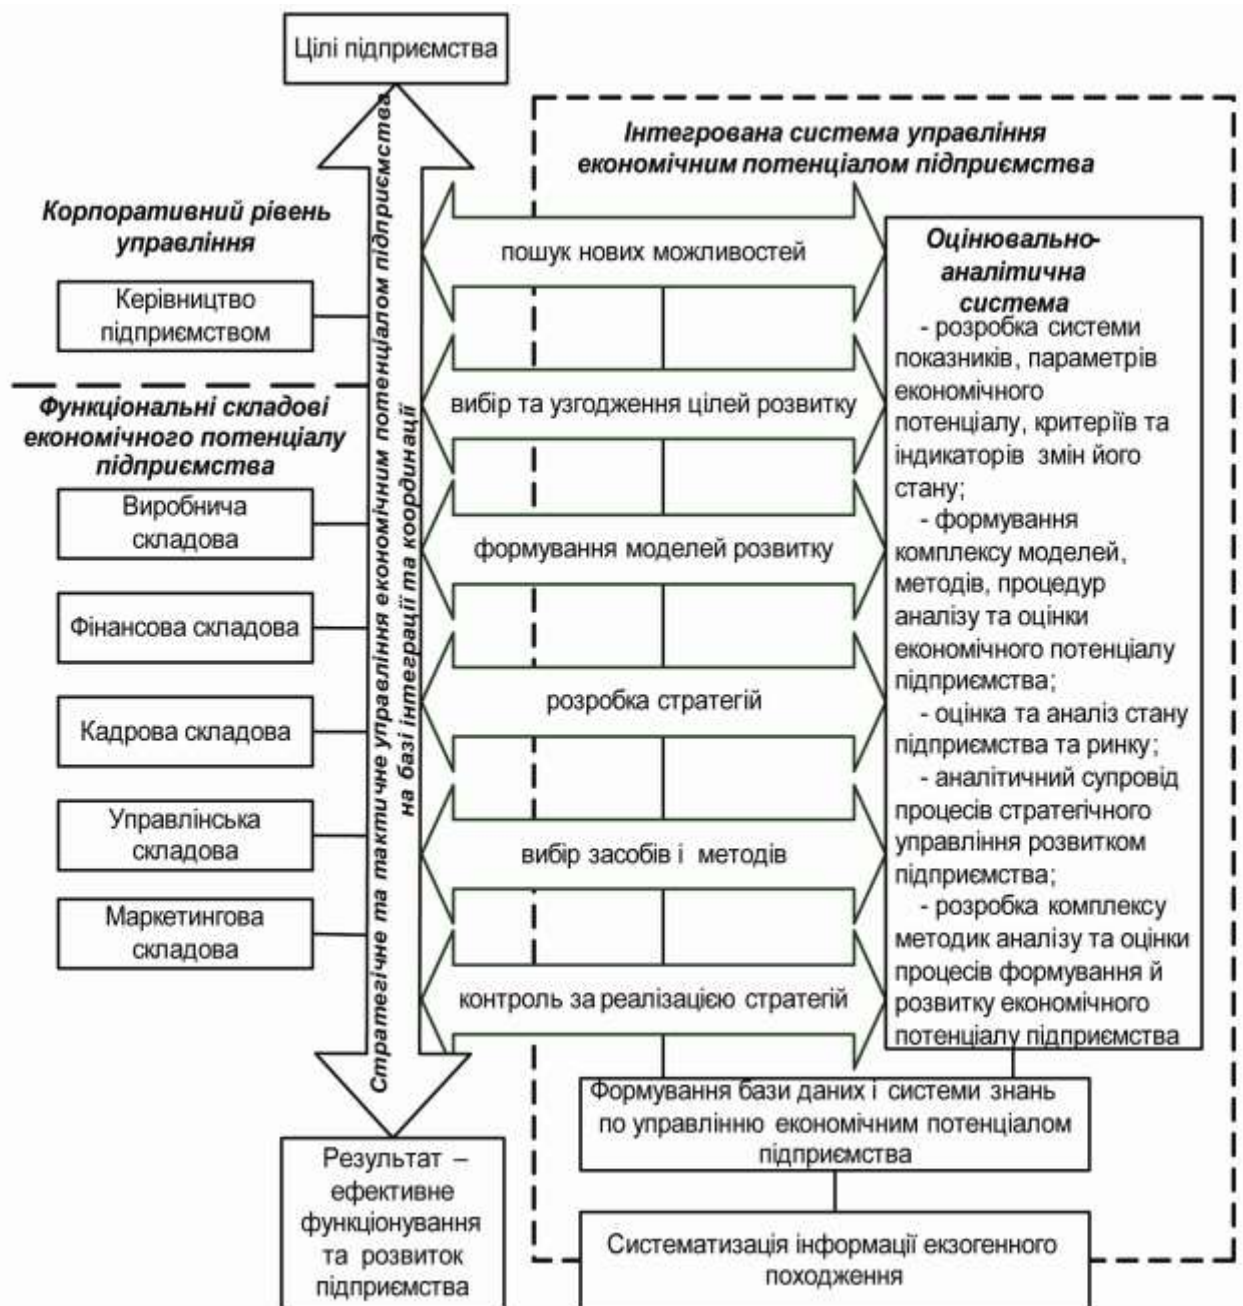 Цілі підприємства
Стратегічне та тактичне управління економічним потенціалом підприємства
на базі інтеграції та координації
Корпоративний рівень
управління
Керівництво
підприємством
Функціональні складові
економічного потенціалу
підприємства
Виробнича
складова
Фінансова складова
Кадрова складова
Управлінська
складова
Маркетингова
складова
Інтегрована система управління
економічним потенціалом підприємства
пошук нових можливостей
вибір та узгодження цілей розвитку
формування моделей розвитку
розробка стратегій
вибір засобів і методів
контроль за реалізацією стратегій
Оцінювально-
аналітична
система
- розробка системи
показників, параметрів
економічного
потенціалу, критеріїв та
індикаторів змін його
стану;
- формування
комплексу моделей,
методів, процедур
аналізу та оцінки
економічного потенціалу
підприємства;
- оцінка та аналіз стану
підприємства та ринку;
- аналітичний супровід
процесів стратегічного
управління розвитком
підприємства;
- розробка комплексу
методик аналізу та оцінки
процесів формування й
розвитку економічного
потенціалу підприємства
Формування бази даних і системи знань
по управлінню економічним потенціалом
підприємства
Систематизація інформації екзогенного
походження
Результат –
ефективне
функціонування
та розвиток
підприємства